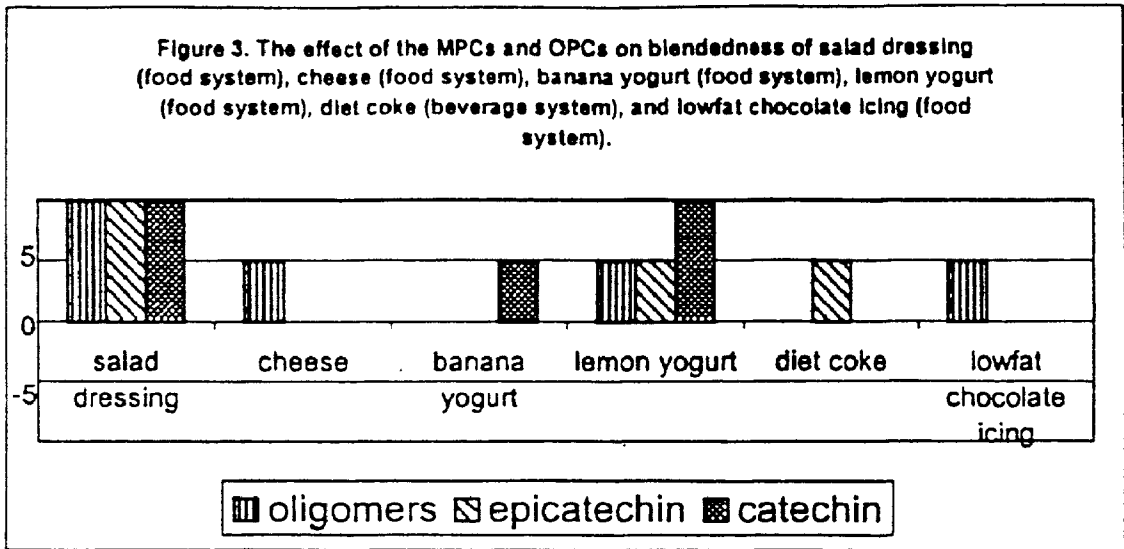 Figure 3. The effect of the MPCs and OPCs on blendedness of salad dressing
(food system), cheese (food system), banana yogurt (food system), lemon yogurt
(food system), diet coke (beverage system), and lowfat chocolate icing (food
system).
5
0
-5
salad dressing
cheese
banana yogurt
lemon yogurt
diet coke
lowfat chocolate icing
oligomers epicatechin catechin